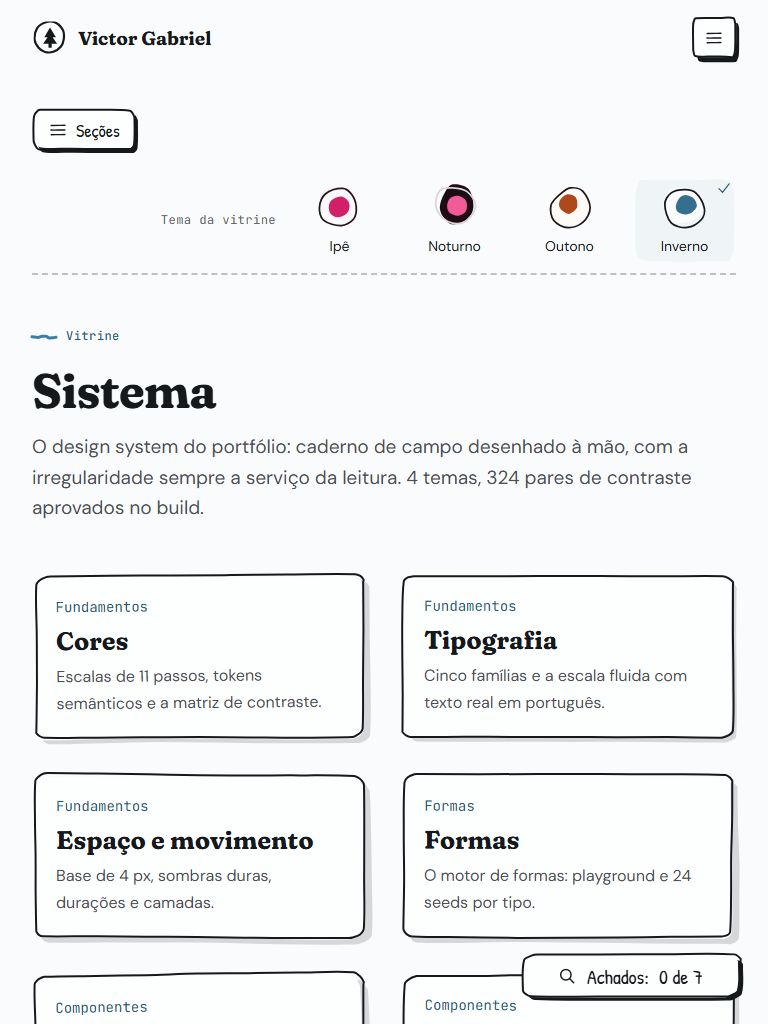 Victor Gabriel
Seções
Tema da vitrine
Ipê
Noturno
Outono
Inverno
Vitrine
Sistema
O design system do portfólio: caderno de campo desenhado à mão, com a
irregularidade sempre a serviço da leitura. 4 temas, 324 pares de contraste
aprovados no build.
Fundamentos
Cores
Escalas de 11 passos, tokens
semânticos e a matriz de contraste.
Fundamentos
Tipografia
Cinco famílias e a escala fluida com
texto real em português.
Fundamentos
Espaço e movimento
Base de 4 px, sombras duras,
durações e camadas.
Formas
Formas
O motor de formas: playground e 24
seeds por tipo.
Componentes
Componentes
Achados: 0 de 7